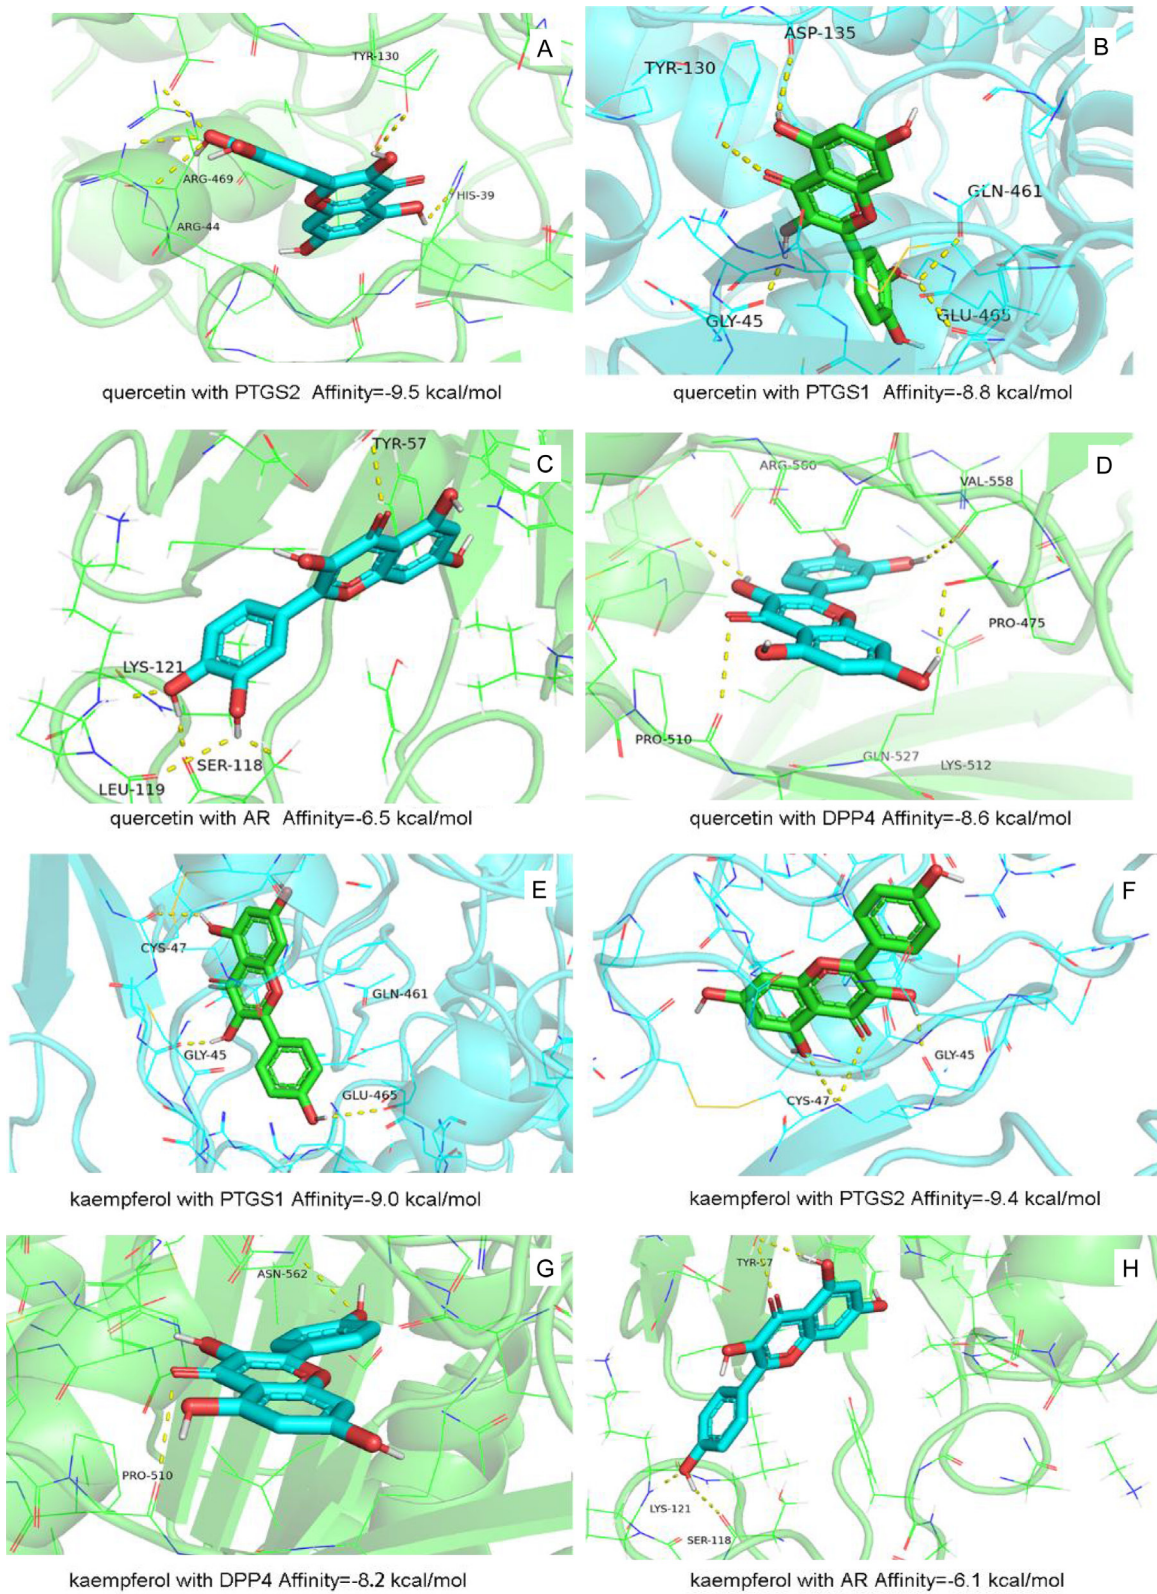 A
TYR-130
ARG-469
HIS-39
ARG-44
quercetin with PTGS2 Affinity=-9.5 kcal/mol
B
ASP-135
TYR-130
GLN-461
GLY-45
GLU-465
quercetin with PTGS1 Affinity=-8.8 kcal/mol
C
TYR-57
LYS-121
SER-118
LEU-119
quercetin with AR Affinity=-6.5 kcal/mol
D
ARG-560
VAL-558
PRO-475
PRO-510
GLN-527
LYS-512
quercetin with DPP4 Affinity=-8.6 kcal/mol
E
CYS-47
GLN-461
GLY-45
GLU-465
kaempferol with PTGS1 Affinity=-9.0 kcal/mol
F
GLY-45
CYS-47
kaempferol with PTGS2 Affinity=-9.4 kcal/mol
G
ASN-562
PRO-510
kaempferol with DPP4 Affinity=-8.2 kcal/mol
H
TYR-57
LYS-121
SER-118
kaempferol with AR Affinity=-6.1 kcal/mol